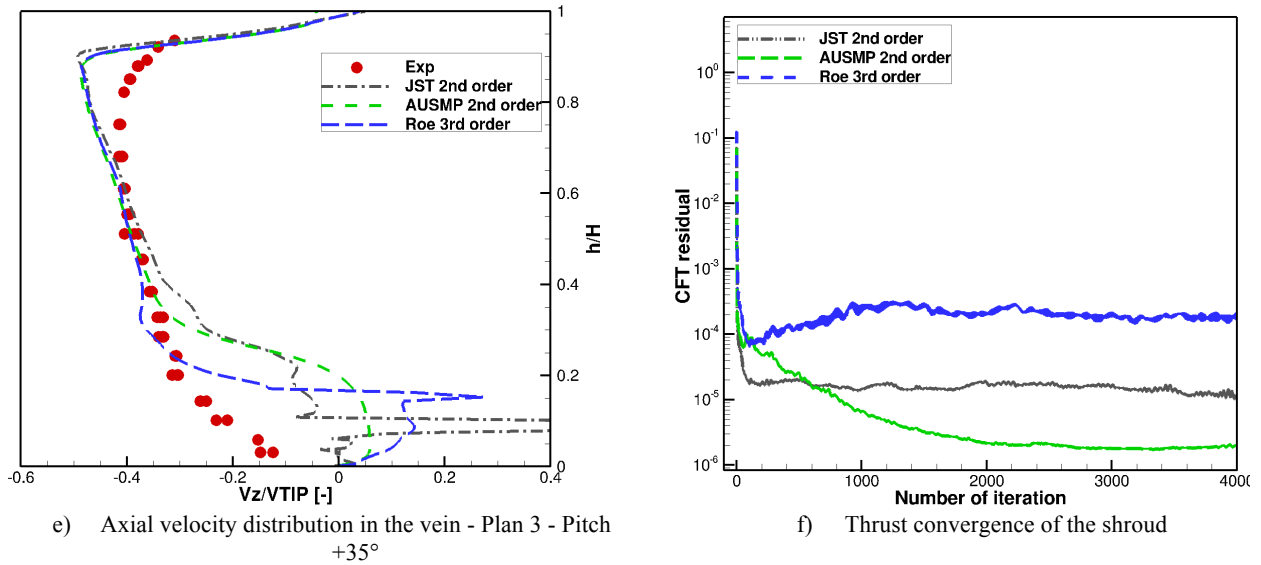 1
Exp
JST 2nd order
AUSMP 2nd order
Roe 3rd order
0.8
0.6
h/H
0.4
0.2
0
-0.6 -0.4 -0.2 0 0.2 0.4
Vz/VTIP [-]
e) Axial velocity distribution in the vein - Plan 3 - Pitch
+35°
JST 2nd order
AUSMP 2nd order
Roe 3rd order
10^0
10^-1
10^-2
10^-3
10^-4
10^-5
10^-6
CFT residual
0 1000 2000 3000 4000
Number of iteration
f) Thrust convergence of the shroud